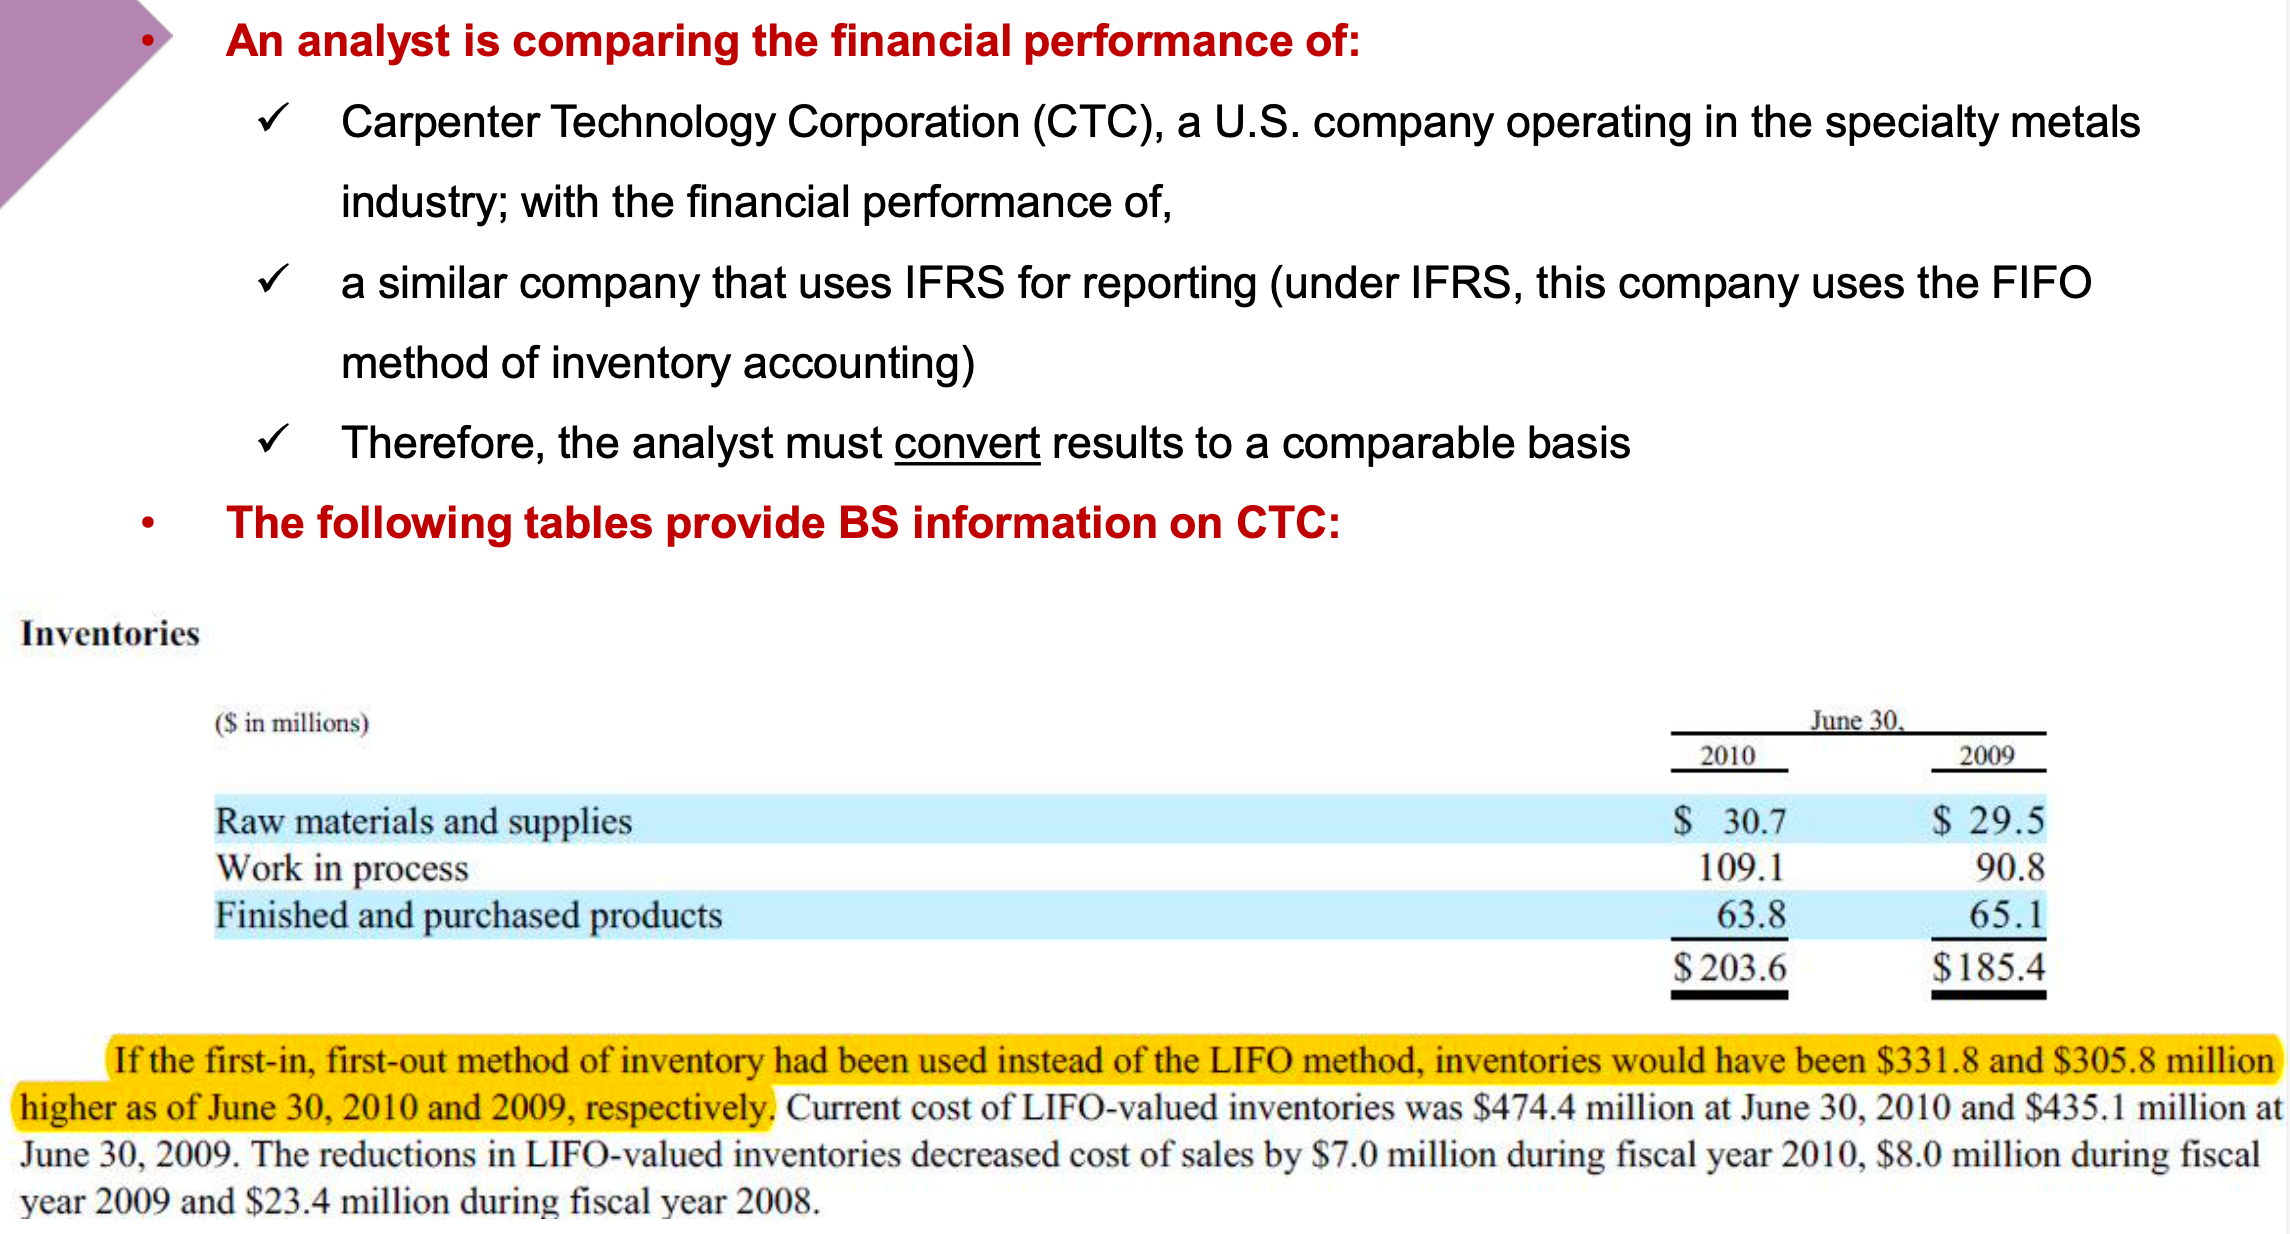 • An analyst is comparing the financial performance of:
✓ Carpenter Technology Corporation (CTC), a U.S. company operating in the specialty metals
industry; with the financial performance of,
✓ a similar company that uses IFRS for reporting (under IFRS, this company uses the FIFO
method of inventory accounting)
✓ Therefore, the analyst must convert results to a comparable basis
• The following tables provide BS information on CTC:
Inventories
($ in millions) June 30,
2010 2009
Raw materials and supplies $ 30.7 $ 29.5
Work in process 109.1 90.8
Finished and purchased products 63.8 65.1
$203.6 $185.4
If the first-in, first-out method of inventory had been used instead of the LIFO method, inventories would have been $331.8 and $305.8 million
higher as of June 30, 2010 and 2009, respectively. Current cost of LIFO-valued inventories was $474.4 million at June 30, 2010 and $435.1 million at
June 30, 2009. The reductions in LIFO-valued inventories decreased cost of sales by $7.0 million during fiscal year 2010, $8.0 million during fiscal
year 2009 and $23.4 million during fiscal year 2008.